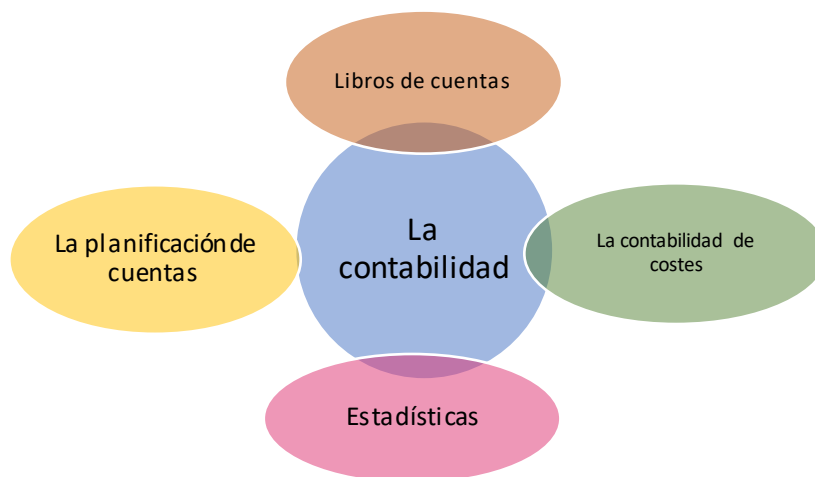 Libros de cuentas
La planificación de
cuentas
La
contabilidad
La contabilidad de
costes
Estadísticas